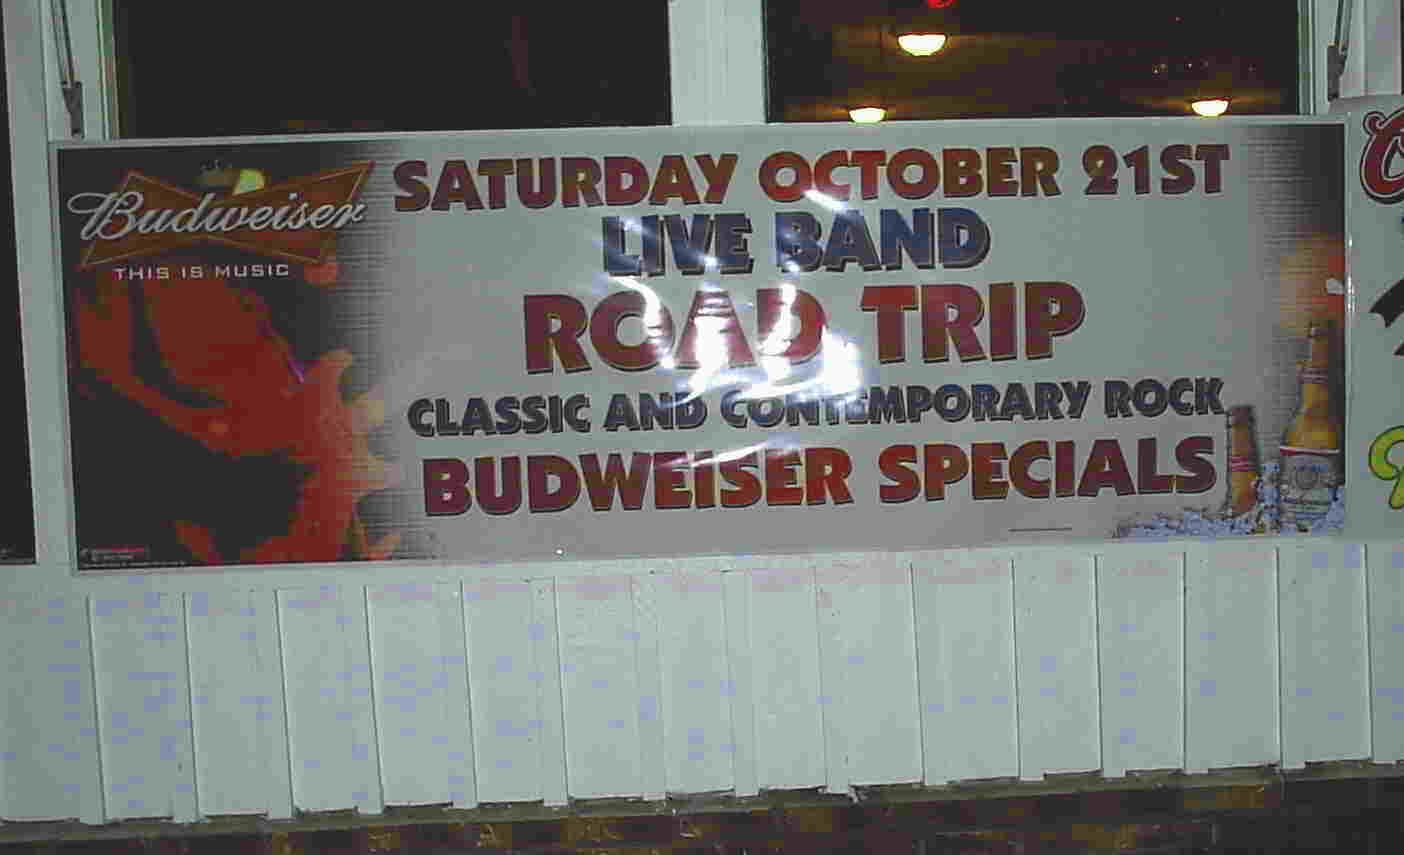 Budweiser
THIS IS MUSIC
SATURDAY OCTOBER 21ST
LIVE BAND
ROAD TRIP
CLASSIC AND CONTEMPORARY ROCK
BUDWEISER SPECIALS